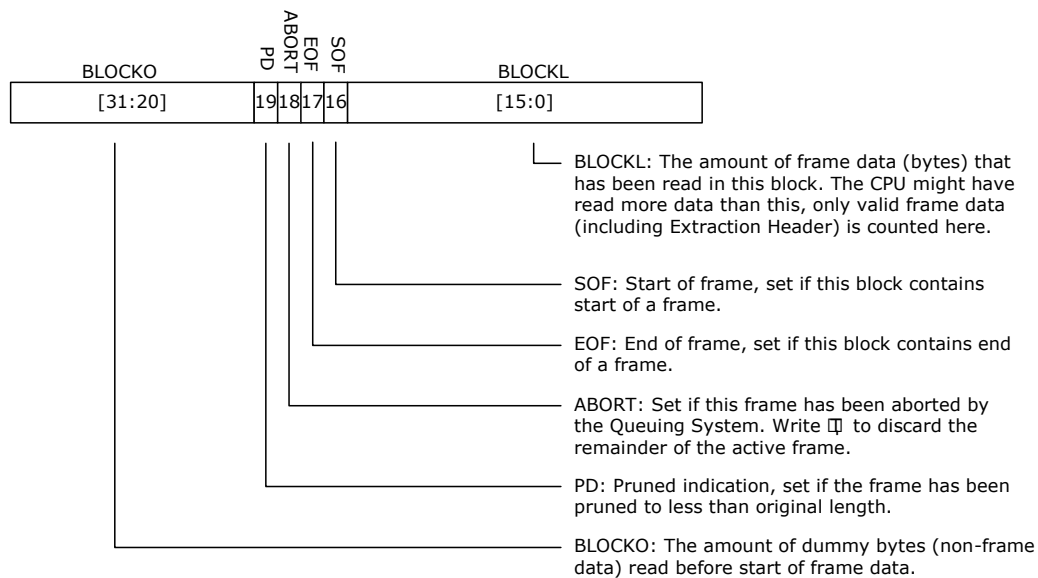 BLOCKO PD ABORT EOF SOF BLOCKL
[31:20] 19 18 17 16 [15:0]
BLOCKL: The amount of frame data (bytes) that
has been read in this block. The CPU might have
read more data than this, only valid frame data
(including Extraction Header) is counted here.
SOF: Start of frame, set if this block contains
start of a frame.
EOF: End of frame, set if this block contains end
of a frame.
ABORT: Set if this frame has been aborted by
the Queuing System. Write to discard the
remainder of the active frame.
PD: Pruned indication, set if the frame has been
pruned to less than original length.
BLOCKO: The amount of dummy bytes (non-frame
data) read before start of frame data.